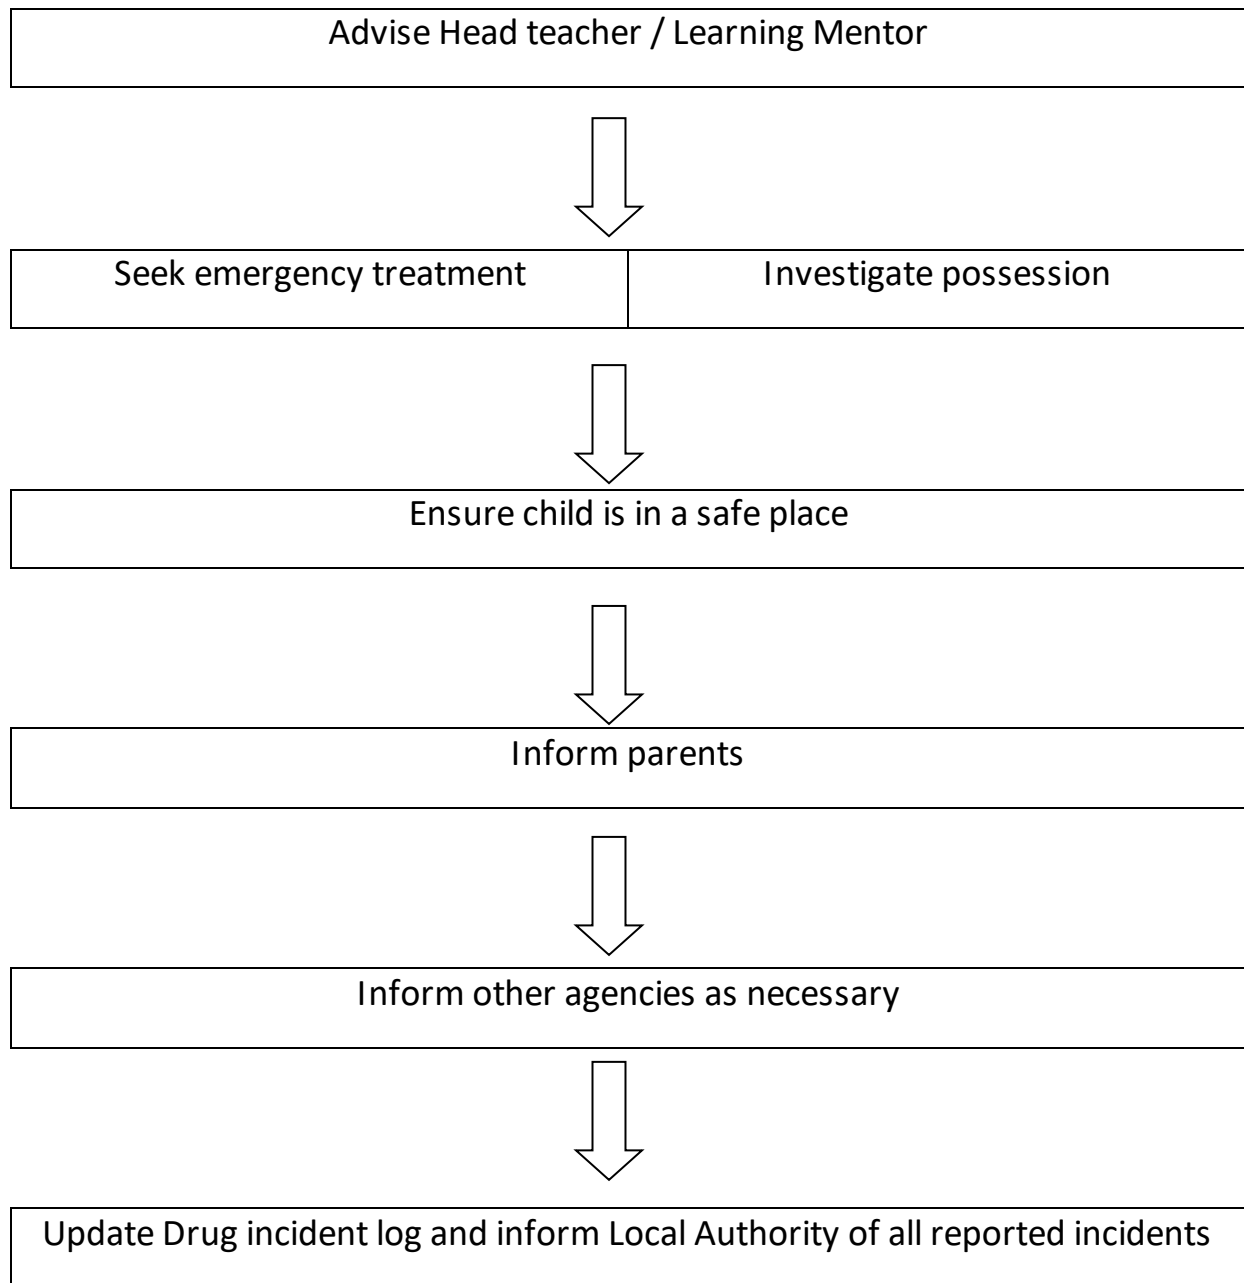 Advise Head teacher / Learning Mentor
Seek emergency treatment
Investigate possession
Ensure child is in a safe place
Inform parents
Inform other agencies as necessary
Update Drug incident log and inform Local Authority of all reported incidents